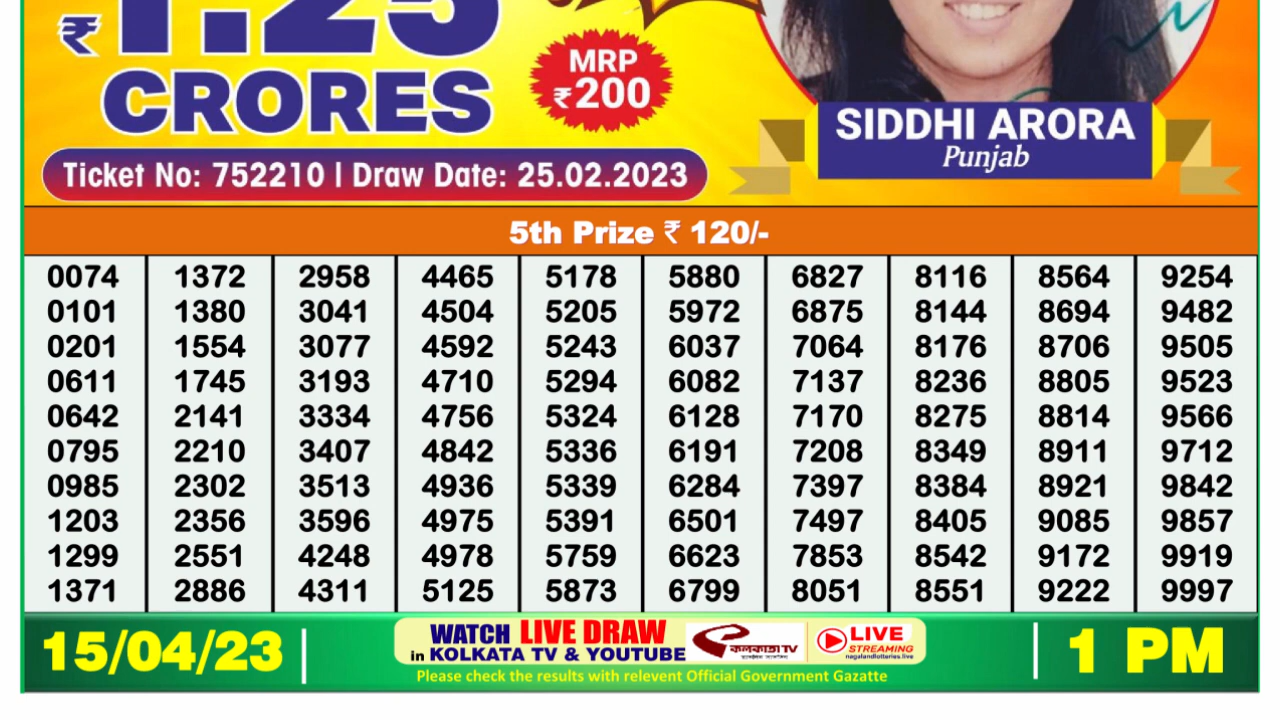 ₹1.25
CRORES
MRP
₹200
SIDDHI ARORA
Punjab
Ticket No: 752210 | Draw Date: 25.02.2023
5th Prize ₹ 120/-
0074 1372 2958 4465 5178 5880 6827 8116 8564 9254
0101 1380 3041 4504 5205 5972 6875 8144 8694 9482
0201 1554 3077 4592 5243 6037 7064 8176 8706 9505
0611 1745 3193 4710 5294 6082 7137 8236 8805 9523
0642 2141 3334 4756 5324 6128 7170 8275 8814 9566
0795 2210 3407 4842 5336 6191 7208 8349 8911 9712
0985 2302 3513 4936 5339 6284 7397 8384 8921 9842
1203 2356 3596 4975 5391 6501 7497 8405 9085 9857
1299 2551 4248 4978 5759 6623 7853 8542 9172 9919
1371 2886 4311 5125 5873 6799 8051 8551 9222 9997
15/04/23
WATCH LIVE DRAW
in KOLKATA TV & YOUTUBE
কলকাতা TV
LIVE
STREAMING
nagalandlotteries.live
Please check the results with relevent Official Government Gazatte
1 PM